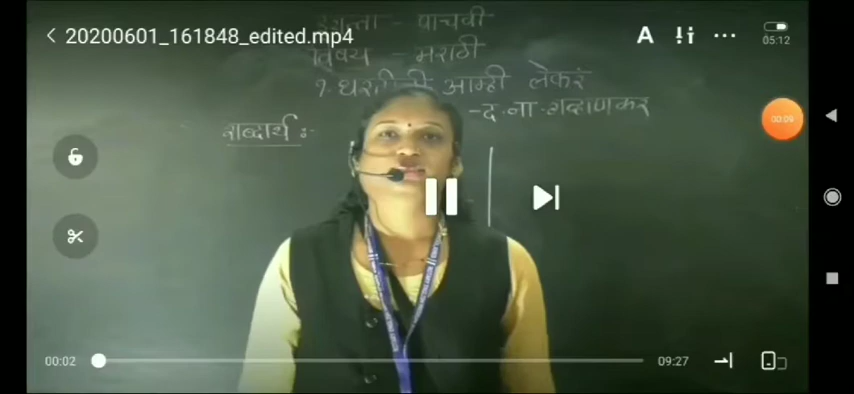 20200601_161848_edited.mp4
A
05:12
इयत्ता - पाचवी
विषय - मराठी
00:09
१. धरतीची आम्ही लेकरं
- द. ना. गव्हाणकर
शब्दार्थ :-
00:02
09:27